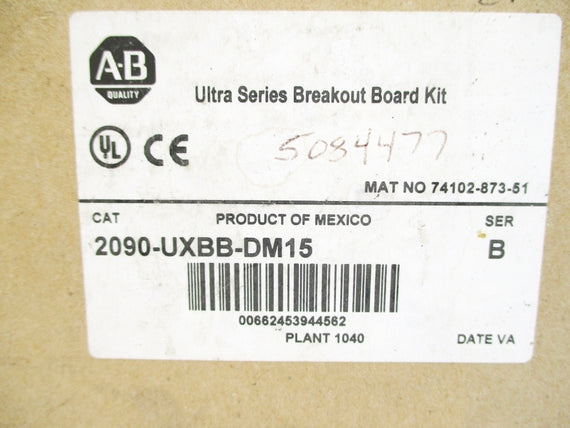 A-B
QUALITY
Ultra Series Breakout Board Kit
UL CE
5084477
MAT NO 74102-873-51
CAT PRODUCT OF MEXICO SER
2090-UXBB-DM15 B
00662453944562
PLANT 1040 DATE VA